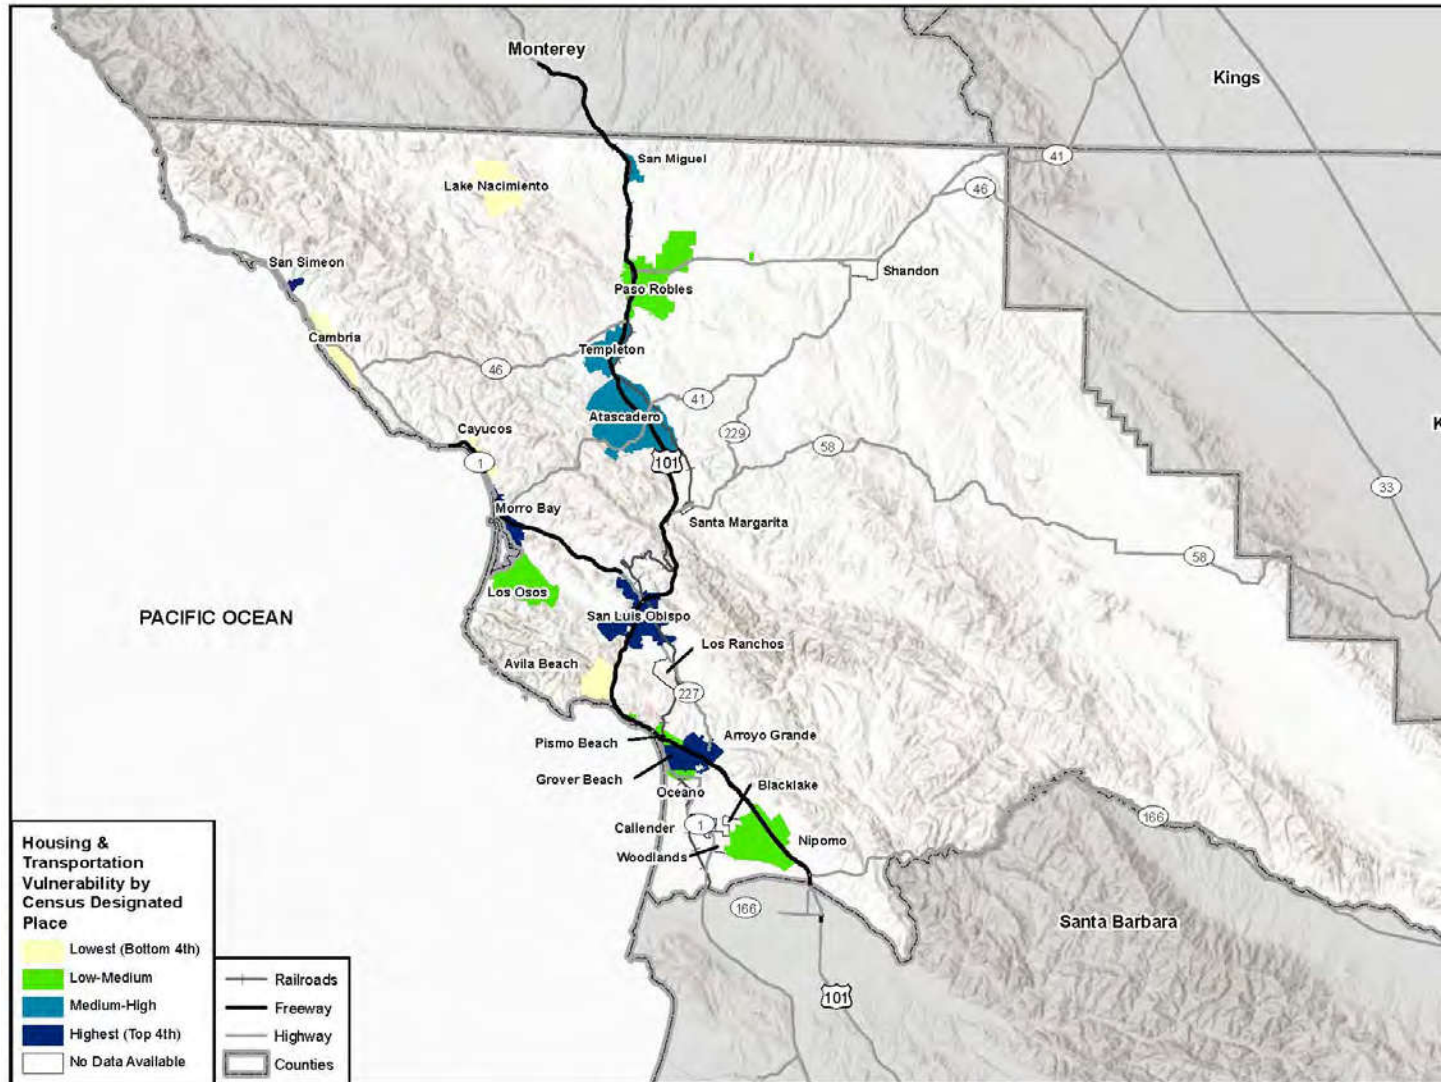 Monterey
Kings
41
San Miguel
Lake Nacimiento
46
San Simeon
Shandon
Paso Robles
Cambria
Templeton
46
41
Atascadero
Cayucos
229
58
K
1
101
33
Morro Bay
Santa Margarita
58
Los Osos
San Luis Obispo
PACIFIC OCEAN
Los Ranchos
Avila Beach
227
Arroyo Grande
Pismo Beach
Grover Beach
Blacklake
Oceano
166
Callender
1
Nipomo
Woodlands
166
Santa Barbara
101
Housing &
Transportation
Vulnerability by
Census Designated
Place
Lowest (Bottom 4th)
Low-Medium
Medium-High
Highest (Top 4th)
No Data Available
Railroads
Freeway
Highway
Counties